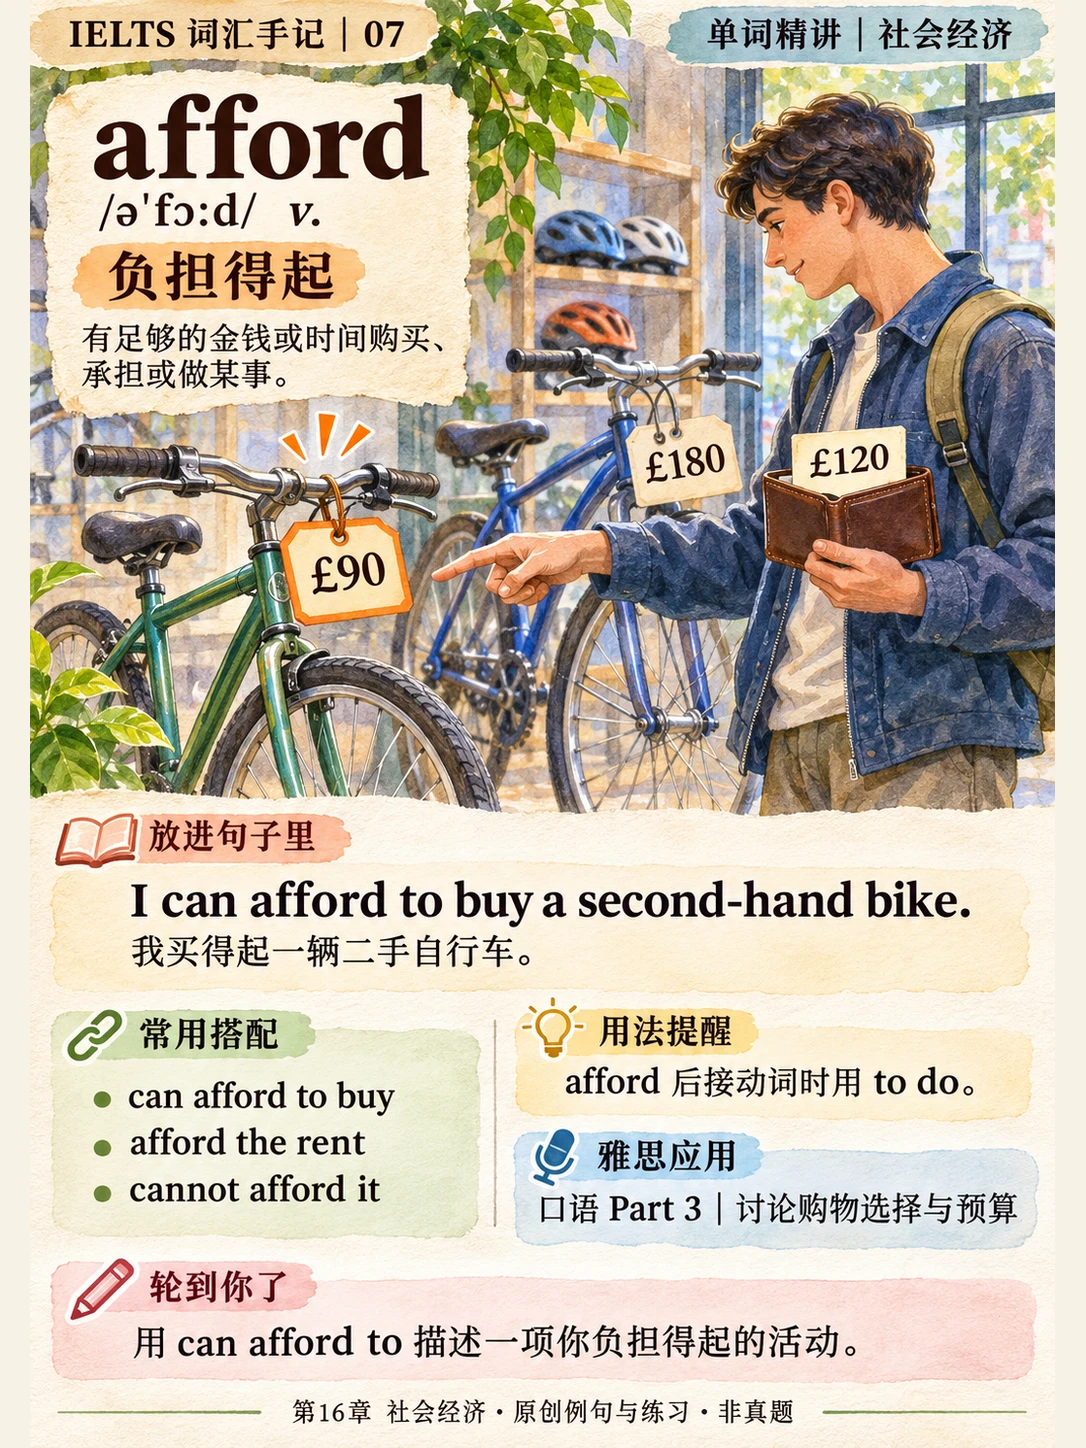 IELTS 词汇手记｜07
单词精讲｜社会经济
afford
/əˈfɔːd/ v.
负担得起
有足够的金钱或时间购买、
承担或做某事。
£180
£120
£90
放进句子里
I can afford to buy a second-hand bike.
我买得起一辆二手自行车。
常用搭配
• can afford to buy
• afford the rent
• cannot afford it
用法提醒
afford 后接动词时用 to do。
雅思应用
口语 Part 3｜讨论购物选择与预算
轮到你了
用 can afford to 描述一项你负担得起的活动。
第16章 社会经济·原创例句与练习·非真题